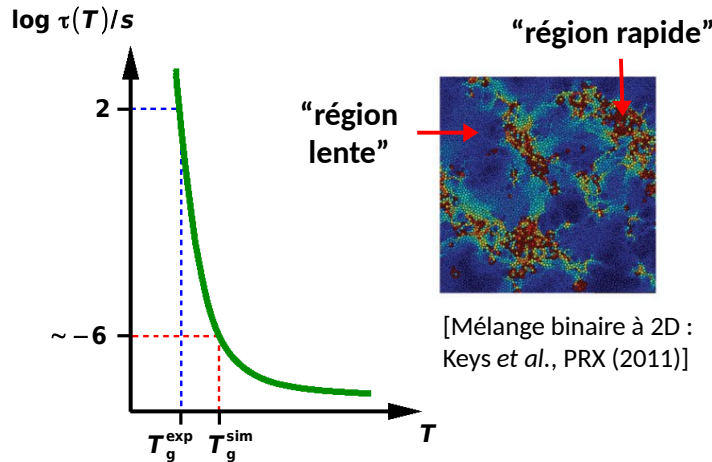 log τ(T)/s
2
~ −6
T_g^exp
T_g^sim
T
“région rapide”
“région
lente”
[Mélange binaire à 2D :
Keys et al., PRX (2011)]